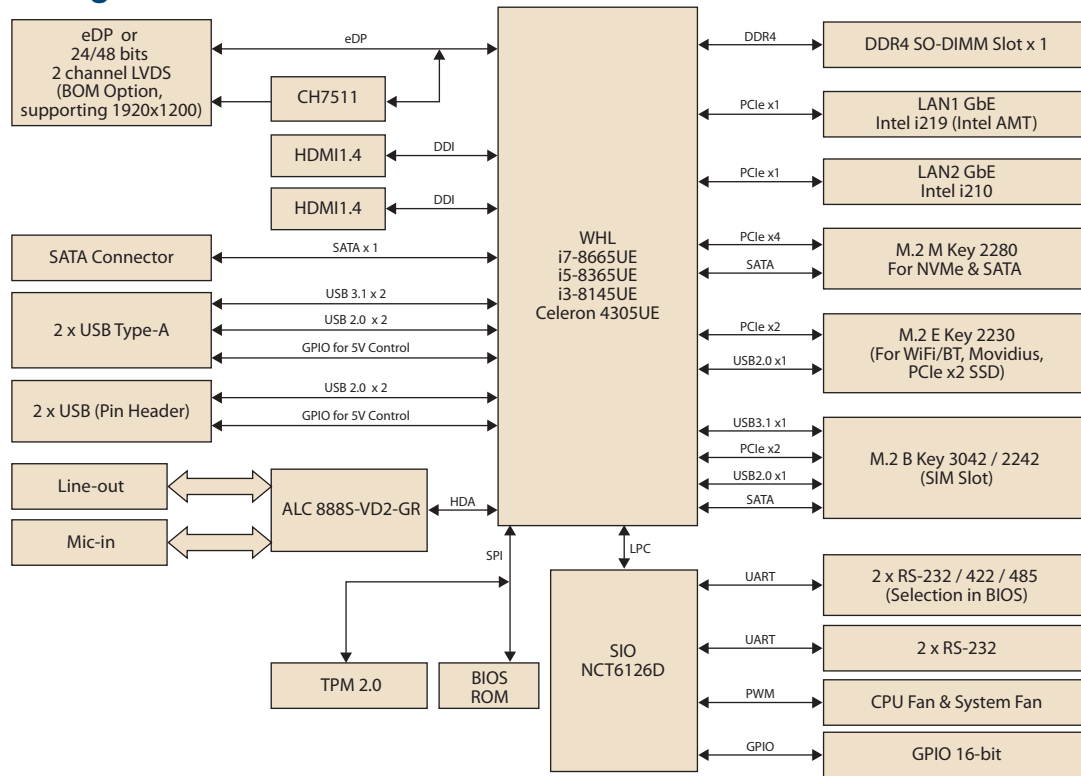 eDP or
24/48 bits
2 channel LVDS
(BOM Option,
supporting 1920x1200)
eDP
CH7511
HDMI1.4
DDI
HDMI1.4
DDI
SATA Connector
SATA x 1
2 x USB Type-A
USB 3.1 x 2
USB 2.0 x 2
GPIO for 5V Control
2 x USB (Pin Header)
USB 2.0 x 2
GPIO for 5V Control
Line-out
Mic-in
ALC 888S-VD2-GR
HDA
WHL
i7-8665UE
i5-8365UE
i3-8145UE
Celeron 4305UE
DDR4
DDR4 SO-DIMM Slot x 1
PCIe x1
LAN1 GbE
Intel i219 (Intel AMT)
PCIe x1
LAN2 GbE
Intel i210
PCIe x4
SATA
M.2 M Key 2280
For NVMe & SATA
PCIe x2
USB2.0 x1
M.2 E Key 2230
(For WiFi/BT, Movidius,
PCIe x2 SSD)
USB3.1 x1
PCIe x2
USB2.0 x1
SATA
M.2 B Key 3042 / 2242
(SIM Slot)
SPI
LPC
TPM 2.0
BIOS
ROM
SIO
NCT6126D
UART
2 x RS-232 / 422 / 485
(Selection in BIOS)
UART
2 x RS-232
PWM
CPU Fan & System Fan
GPIO
GPIO 16-bit